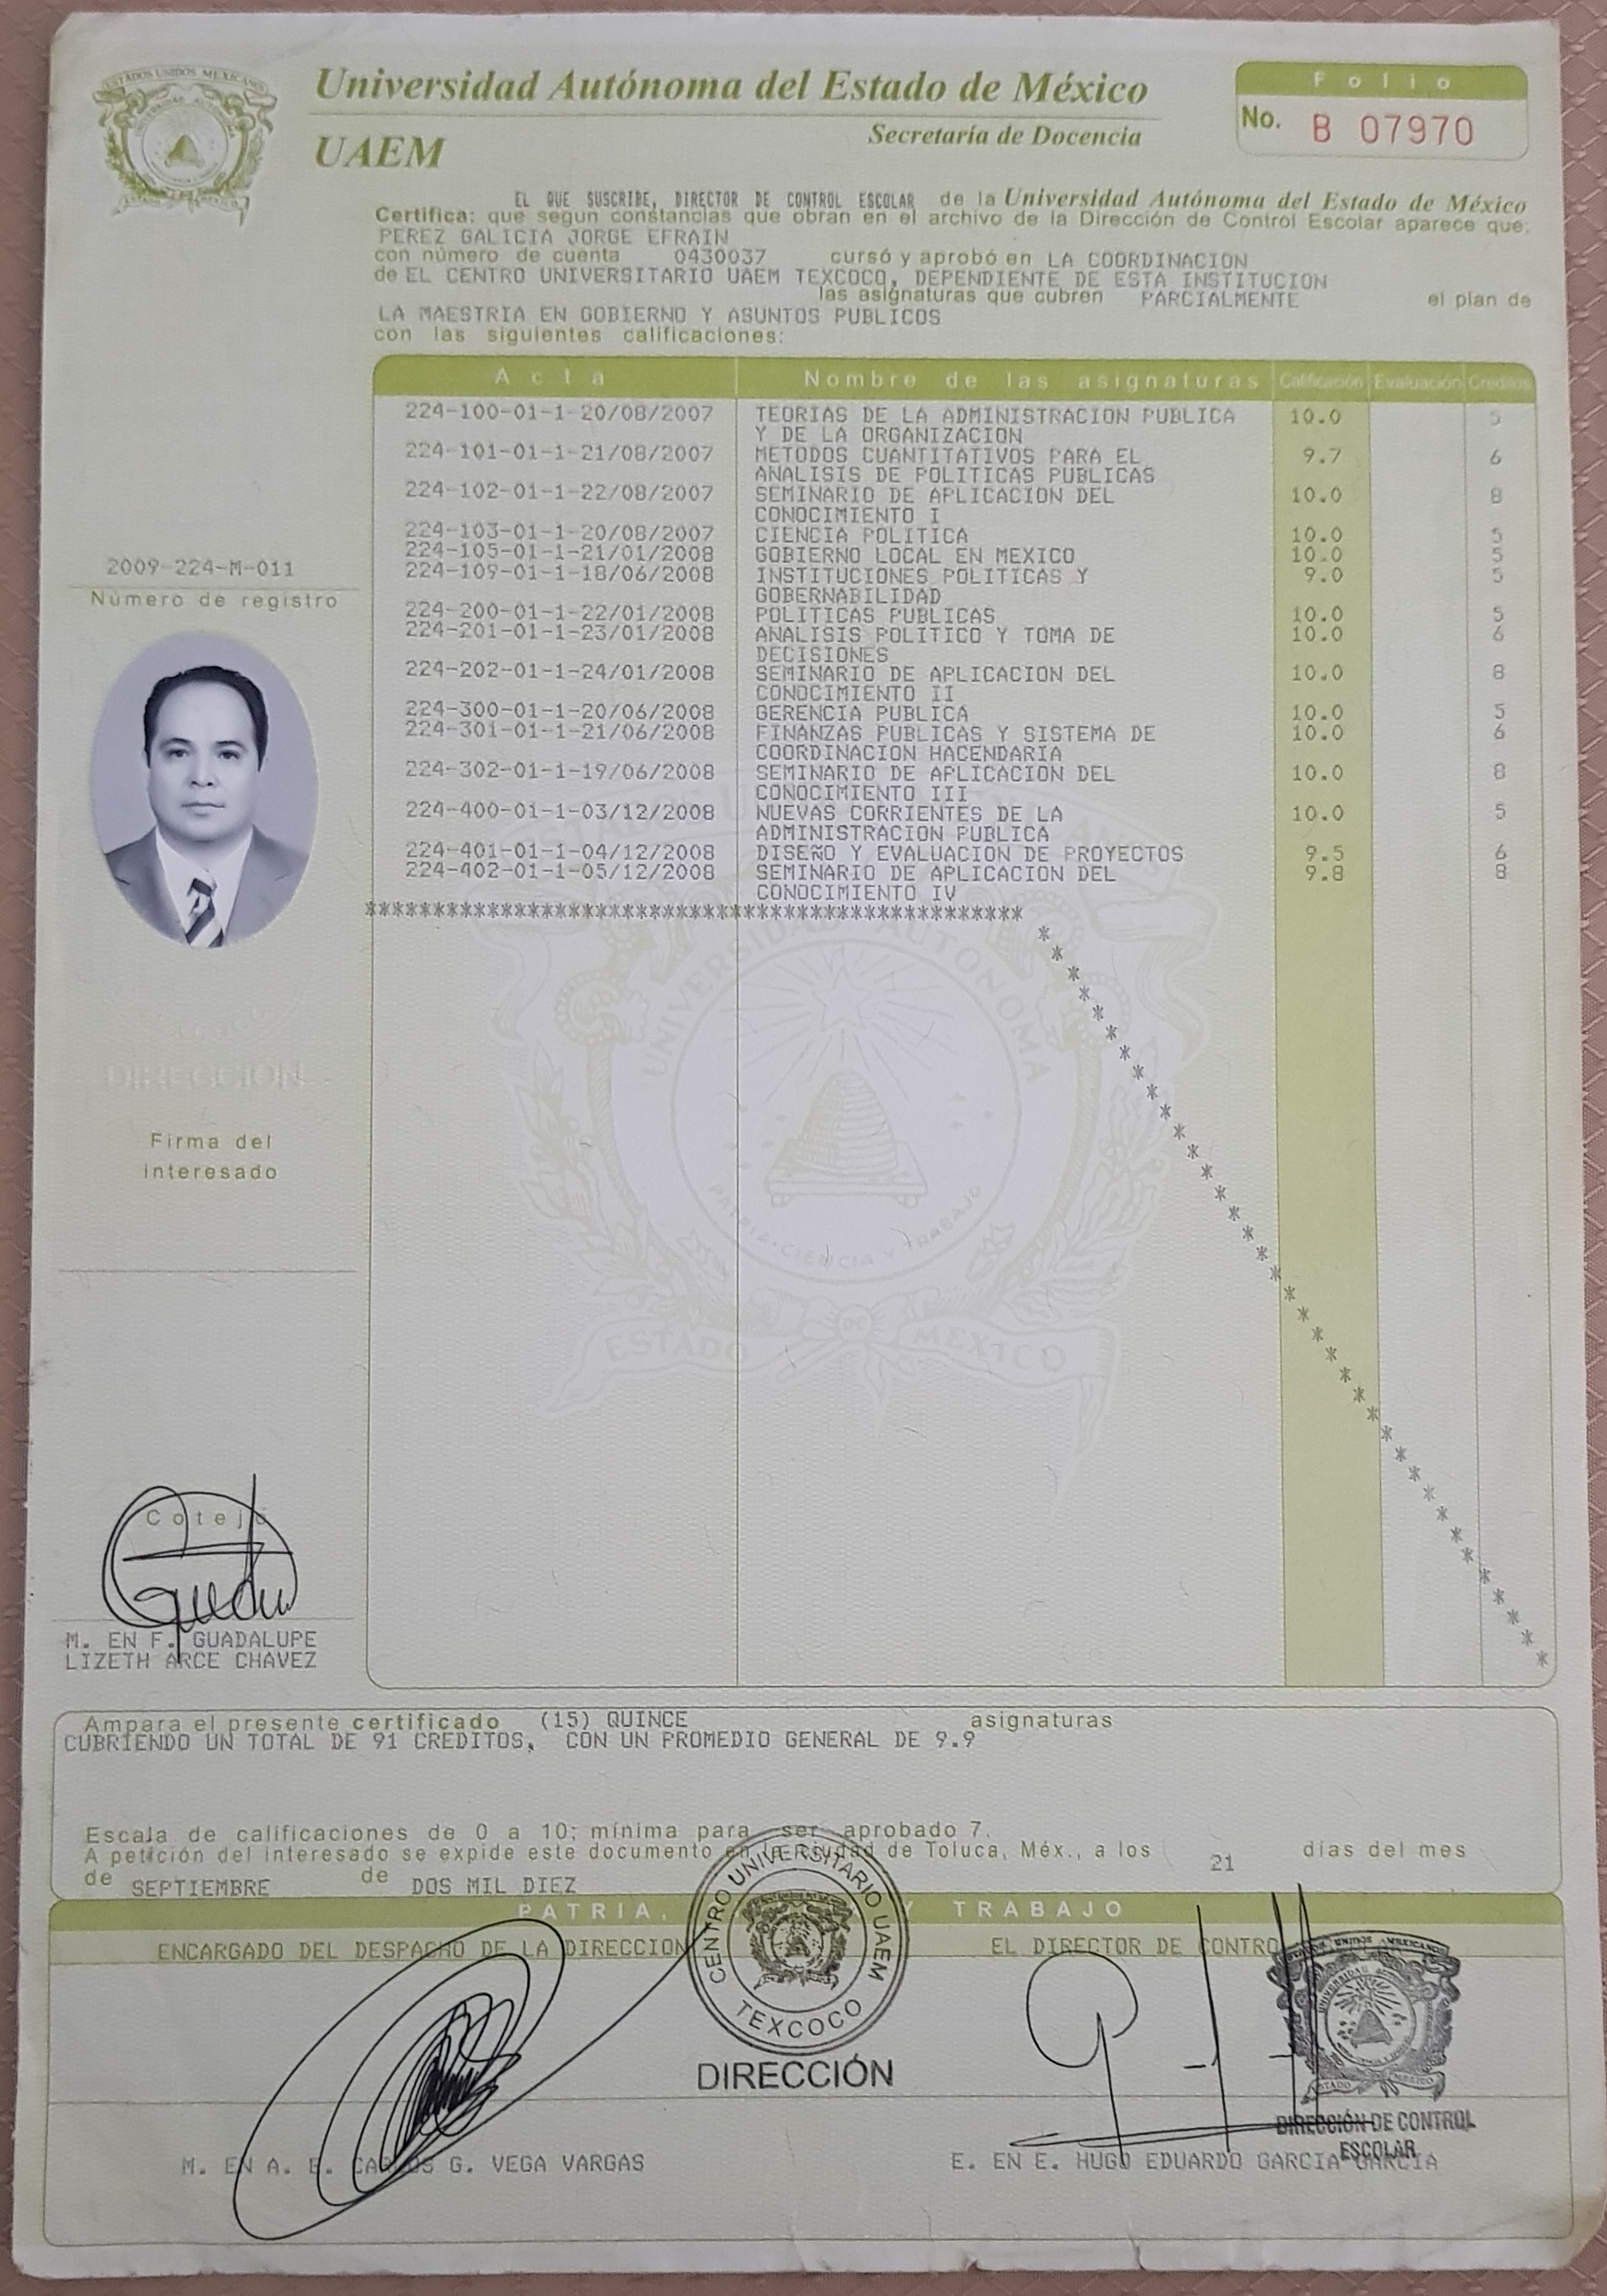 ESTADOS UNIDOS MEXICANOS
Universidad Autónoma del Estado de México
UAEM
Secretaría de Docencia
Folio
No. B 07970
EL QUE SUSCRIBE, DIRECTOR DE CONTROL ESCOLAR de la Universidad Autónoma del Estado de México
Certifica: que segun constancias que obran en el archivo de la Dirección de Control Escolar aparece que:
PEREZ GALICIA JORGE EFRAIN
con número de cuenta 0430037 cursó y aprobó en LA COORDINACION
de EL CENTRO UNIVERSITARIO UAEM TEXCOCO, DEPENDIENTE DE ESTA INSTITUCION
las asignaturas que cubren PARCIALMENTE el plan de
LA MAESTRIA EN GOBIERNO Y ASUNTOS PUBLICOS
con las siguientes calificaciones:
Acta Nombre de las asignaturas Calificación Evaluación Creditos
224-100-01-1-20/08/2007 TEORIAS DE LA ADMINISTRACION PUBLICA 10.0 5
Y DE LA ORGANIZACION
224-101-01-1-21/08/2007 METODOS CUANTITATIVOS PARA EL 9.7 6
ANALISIS DE POLITICAS PUBLICAS
224-102-01-1-22/08/2007 SEMINARIO DE APLICACION DEL 10.0 8
CONOCIMIENTO I
224-103-01-1-20/08/2007 CIENCIA POLITICA 10.0 5
224-105-01-1-21/01/2008 GOBIERNO LOCAL EN MEXICO 10.0 5
224-109-01-1-18/06/2008 INSTITUCIONES POLITICAS Y 9.0 5
GOBERNABILIDAD
224-200-01-1-22/01/2008 POLITICAS PUBLICAS 10.0 5
224-201-01-1-23/01/2008 ANALISIS POLITICO Y TOMA DE 10.0 6
DECISIONES
224-202-01-1-24/01/2008 SEMINARIO DE APLICACION DEL 10.0 8
CONOCIMIENTO II
224-300-01-1-20/06/2008 GERENCIA PUBLICA 10.0 5
224-301-01-1-21/06/2008 FINANZAS PUBLICAS Y SISTEMA DE 10.0 6
COORDINACION HACENDARIA
224-302-01-1-19/06/2008 SEMINARIO DE APLICACION DEL 10.0 8
CONOCIMIENTO III
224-400-01-1-03/12/2008 NUEVAS CORRIENTES DE LA 10.0 5
ADMINISTRACION PUBLICA
224-401-01-1-04/12/2008 DISEÑO Y EVALUACION DE PROYECTOS 9.5 6
224-402-01-1-05/12/2008 SEMINARIO DE APLICACION DEL 9.8 8
CONOCIMIENTO IV
2009-224-M-011
Número de registro
DIRECCION
Firma del
interesado
UNIVERSIDAD AUTONOMA
PATRIA·CIENCIA Y TRABAJO
ESTADO DE MEXICO
Cotejó
M. EN F. GUADALUPE
LIZETH ARCE CHAVEZ
Ampara el presente certificado (15) QUINCE asignaturas
CUBRIENDO UN TOTAL DE 91 CREDITOS, CON UN PROMEDIO GENERAL DE 9.9
Escala de calificaciones de 0 a 10; mínima para ser aprobado 7.
A petición del interesado se expide este documento en la ciudad de Toluca, Méx., a los 21 días del mes
de SEPTIEMBRE de DOS MIL DIEZ
PATRIA, Y TRABAJO
ENCARGADO DEL DESPACHO DE LA DIRECCION
EL DIRECTOR DE CONTRO
CENTRO UNIVERSITARIO UAEM
TEXCOCO
DIRECCIÓN
DIRECCIÓN DE CONTROL
ESCOLAR
M. EN A. E. CARLOS G. VEGA VARGAS
E. EN E. HUGO EDUARDO GARCIA GARCIA